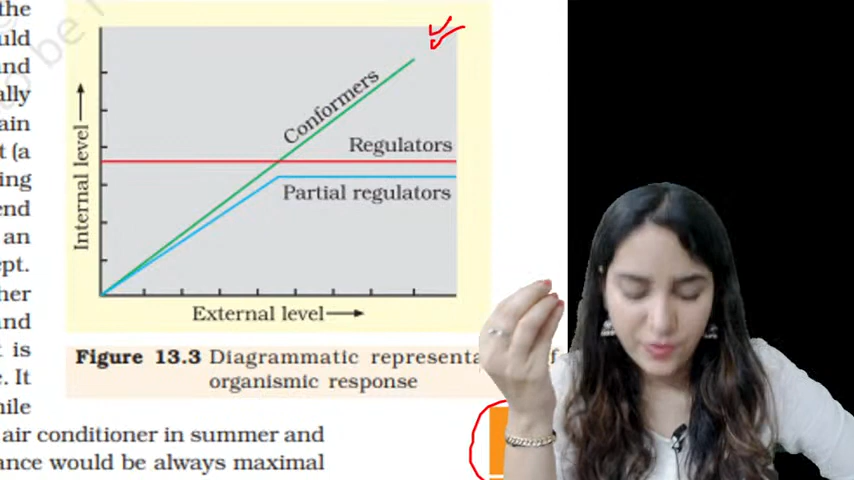 the
uld
and
ally
ain
t (a
ing
end
an
ept.
her
and
t is
e. It
hile
air conditioner in summer and
ance would be always maximal
Internal level
Conformers
Regulators
Partial regulators
External level
Figure 13.3 Diagrammatic representa f
organismic response